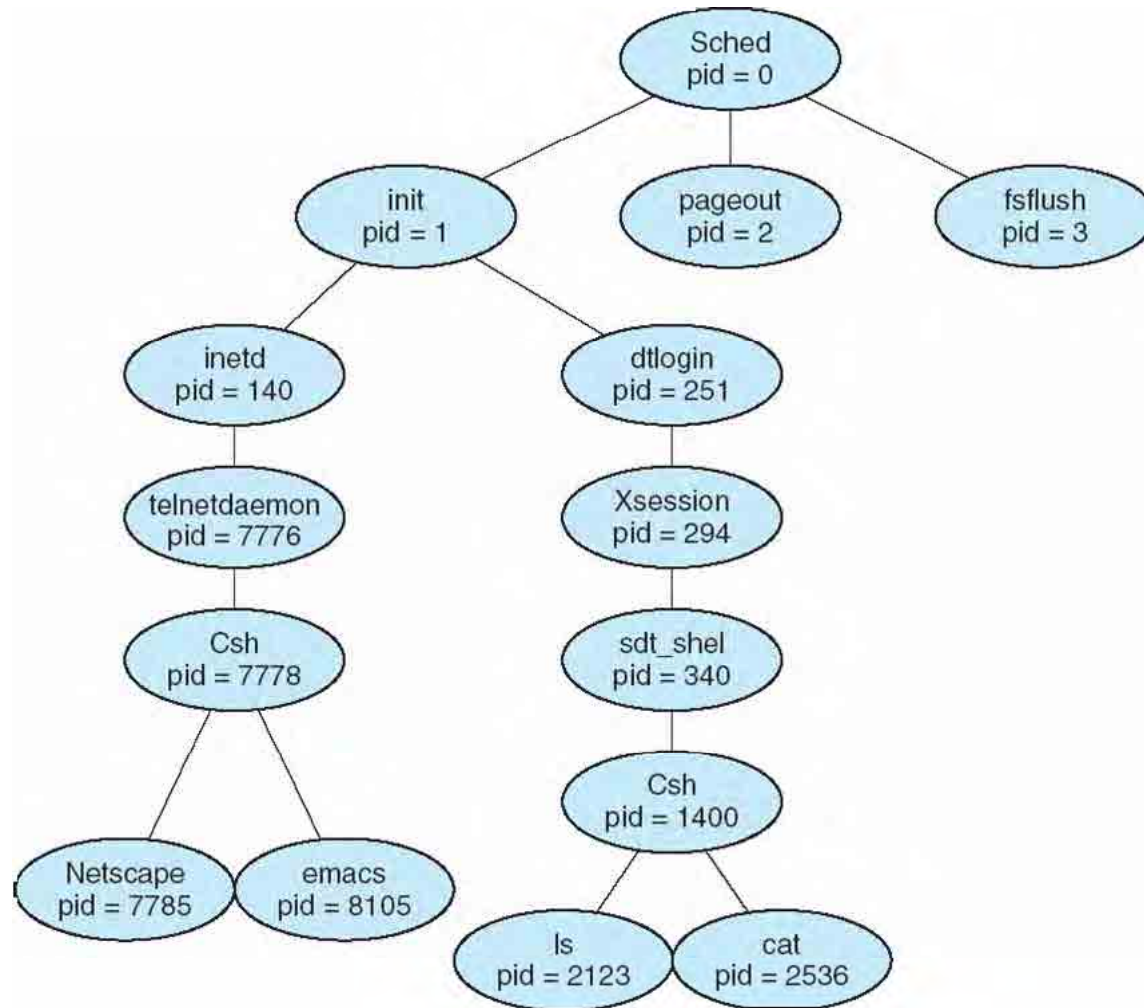 Sched
pid = 0
init
pid = 1
pageout
pid = 2
fsflush
pid = 3
inetd
pid = 140
dtlogin
pid = 251
telnetdaemon
pid = 7776
Xsession
pid = 294
Csh
pid = 7778
sdt_shel
pid = 340
Csh
pid = 1400
Netscape
pid = 7785
emacs
pid = 8105
ls
pid = 2123
cat
pid = 2536